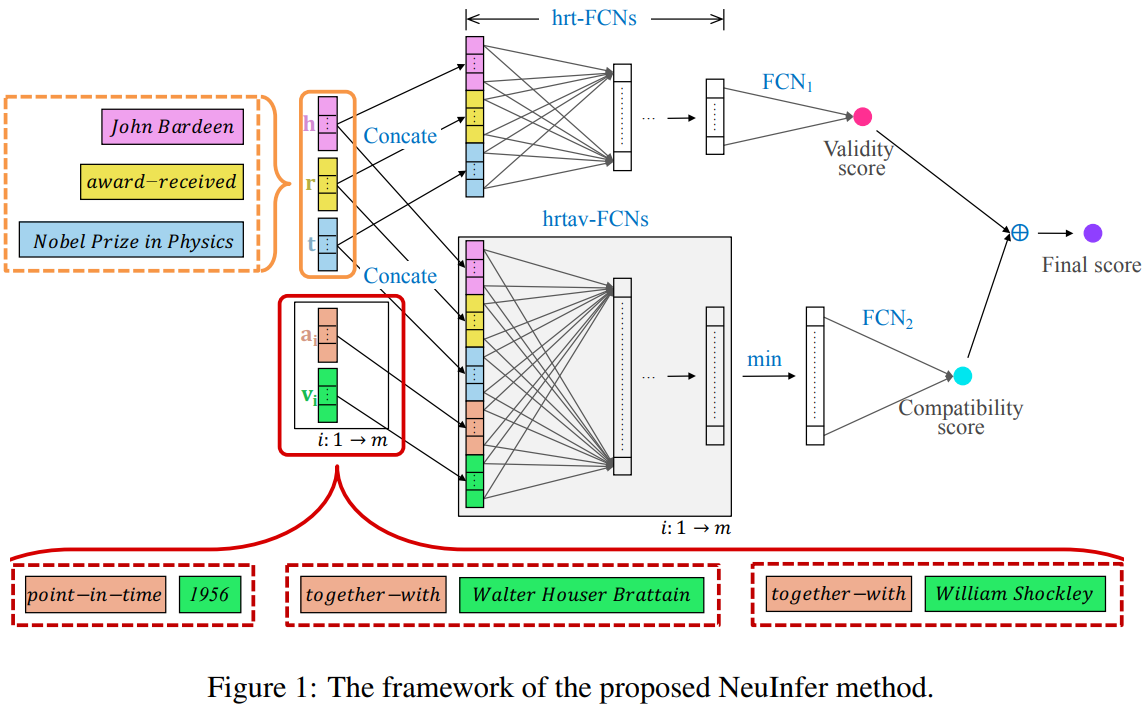 hrt-FCNs
John Bardeen
award−received
Nobel Prize in Physics
h
r
t
Concate
Concate
...
FCN1
Validity
score
hrtav-FCNs
ai
vi
i: 1 → m
...
i: 1 → m
min
FCN2
Compatibility
score
⊕
Final score
point−in−time 1956
together−with Walter Houser Brattain
together−with William Shockley
Figure 1: The framework of the proposed NeuInfer method.